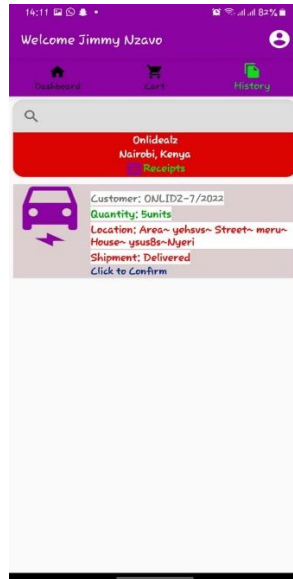 14:11
82%
Welcome Jimmy Nzavo
Dashboard
Cart
History
Onlidealz
Nairobi, Kenya
Receipts
Customer: ONLIDZ-7/2022
Quantity: 5units
Location: Area~ yehsvs~ Street~ meru~
House~ ysus8s~Nyeri
Shipment: Delivered
Click to Confirm